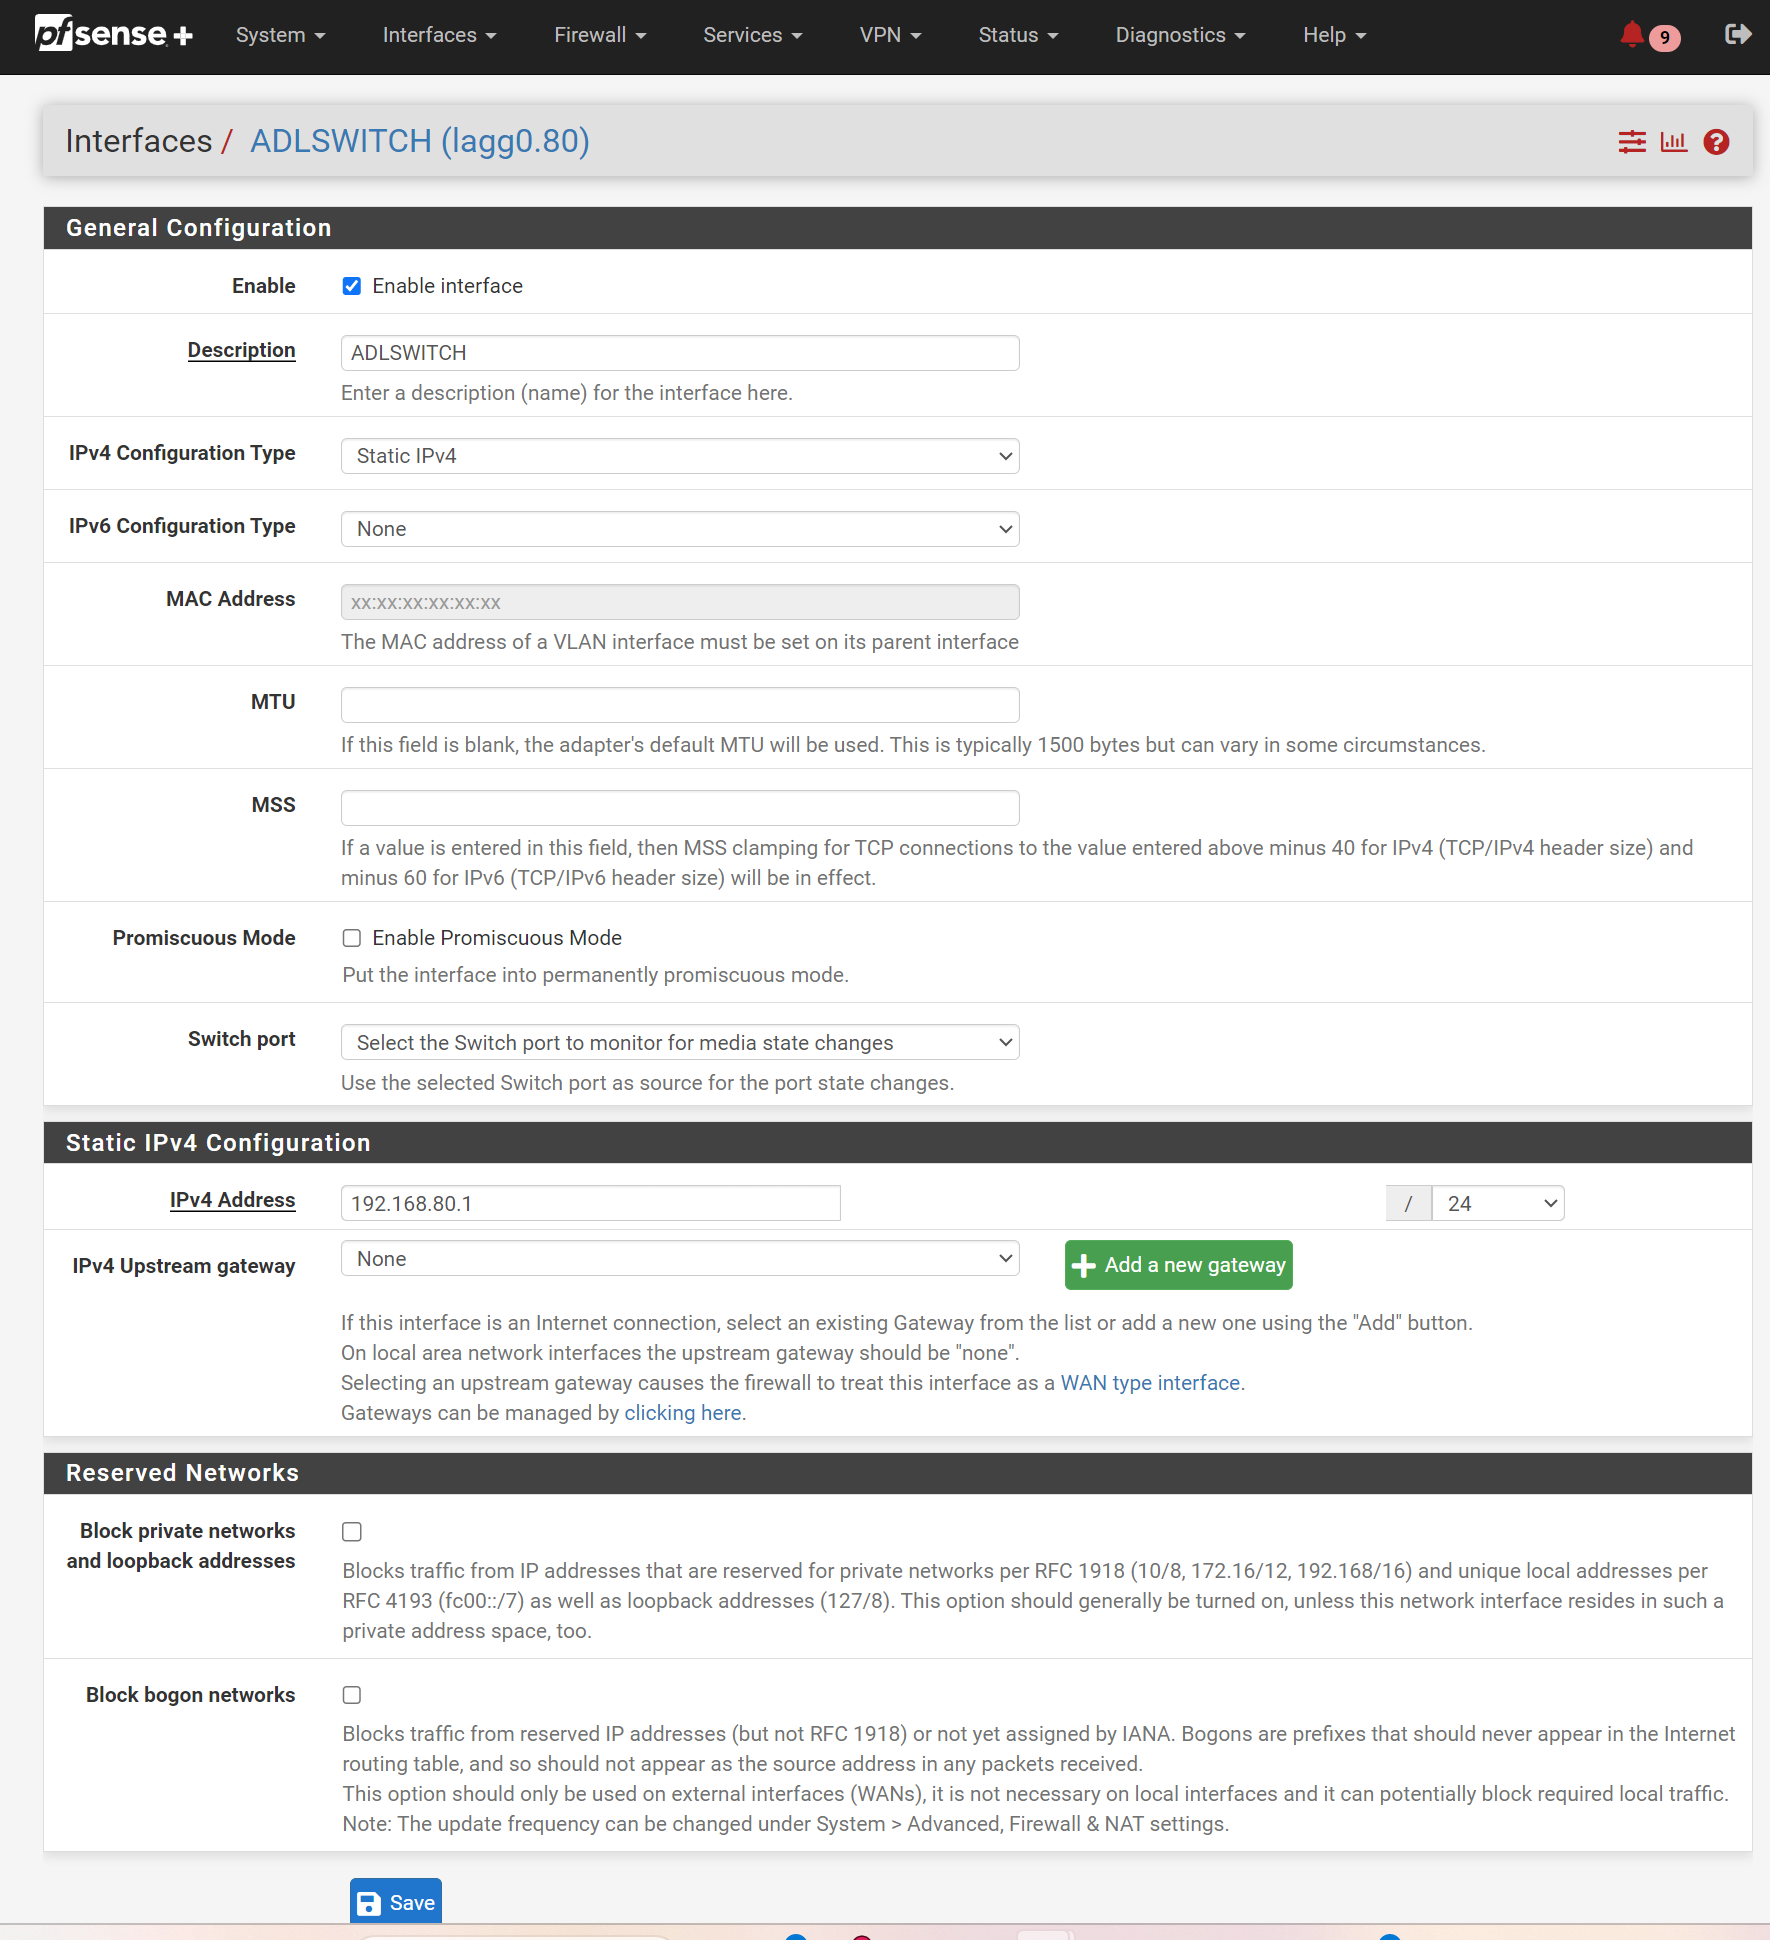 pfsense+ System Interfaces Firewall Services VPN Status Diagnostics Help 9
Interfaces / ADLSWITCH (lagg0.80)
General Configuration
Enable Enable interface
Description ADLSWITCH
Enter a description (name) for the interface here.
IPv4 Configuration Type Static IPv4
IPv6 Configuration Type None
MAC Address xx:xx:xx:xx:xx:xx
The MAC address of a VLAN interface must be set on its parent interface
MTU
If this field is blank, the adapter's default MTU will be used. This is typically 1500 bytes but can vary in some circumstances.
MSS
If a value is entered in this field, then MSS clamping for TCP connections to the value entered above minus 40 for IPv4 (TCP/IPv4 header size) and
minus 60 for IPv6 (TCP/IPv6 header size) will be in effect.
Promiscuous Mode Enable Promiscuous Mode
Put the interface into permanently promiscuous mode.
Switch port Select the Switch port to monitor for media state changes
Use the selected Switch port as source for the port state changes.
Static IPv4 Configuration
IPv4 Address 192.168.80.1 / 24
IPv4 Upstream gateway None Add a new gateway
If this interface is an Internet connection, select an existing Gateway from the list or add a new one using the "Add" button.
On local area network interfaces the upstream gateway should be "none".
Selecting an upstream gateway causes the firewall to treat this interface as a WAN type interface.
Gateways can be managed by clicking here.
Reserved Networks
Block private networks
and loopback addresses
Blocks traffic from IP addresses that are reserved for private networks per RFC 1918 (10/8, 172.16/12, 192.168/16) and unique local addresses per
RFC 4193 (fc00::/7) as well as loopback addresses (127/8). This option should generally be turned on, unless this network interface resides in such a
private address space, too.
Block bogon networks
Blocks traffic from reserved IP addresses (but not RFC 1918) or not yet assigned by IANA. Bogons are prefixes that should never appear in the Internet
routing table, and so should not appear as the source address in any packets received.
This option should only be used on external interfaces (WANs), it is not necessary on local interfaces and it can potentially block required local traffic.
Note: The update frequency can be changed under System > Advanced, Firewall & NAT settings.
Save